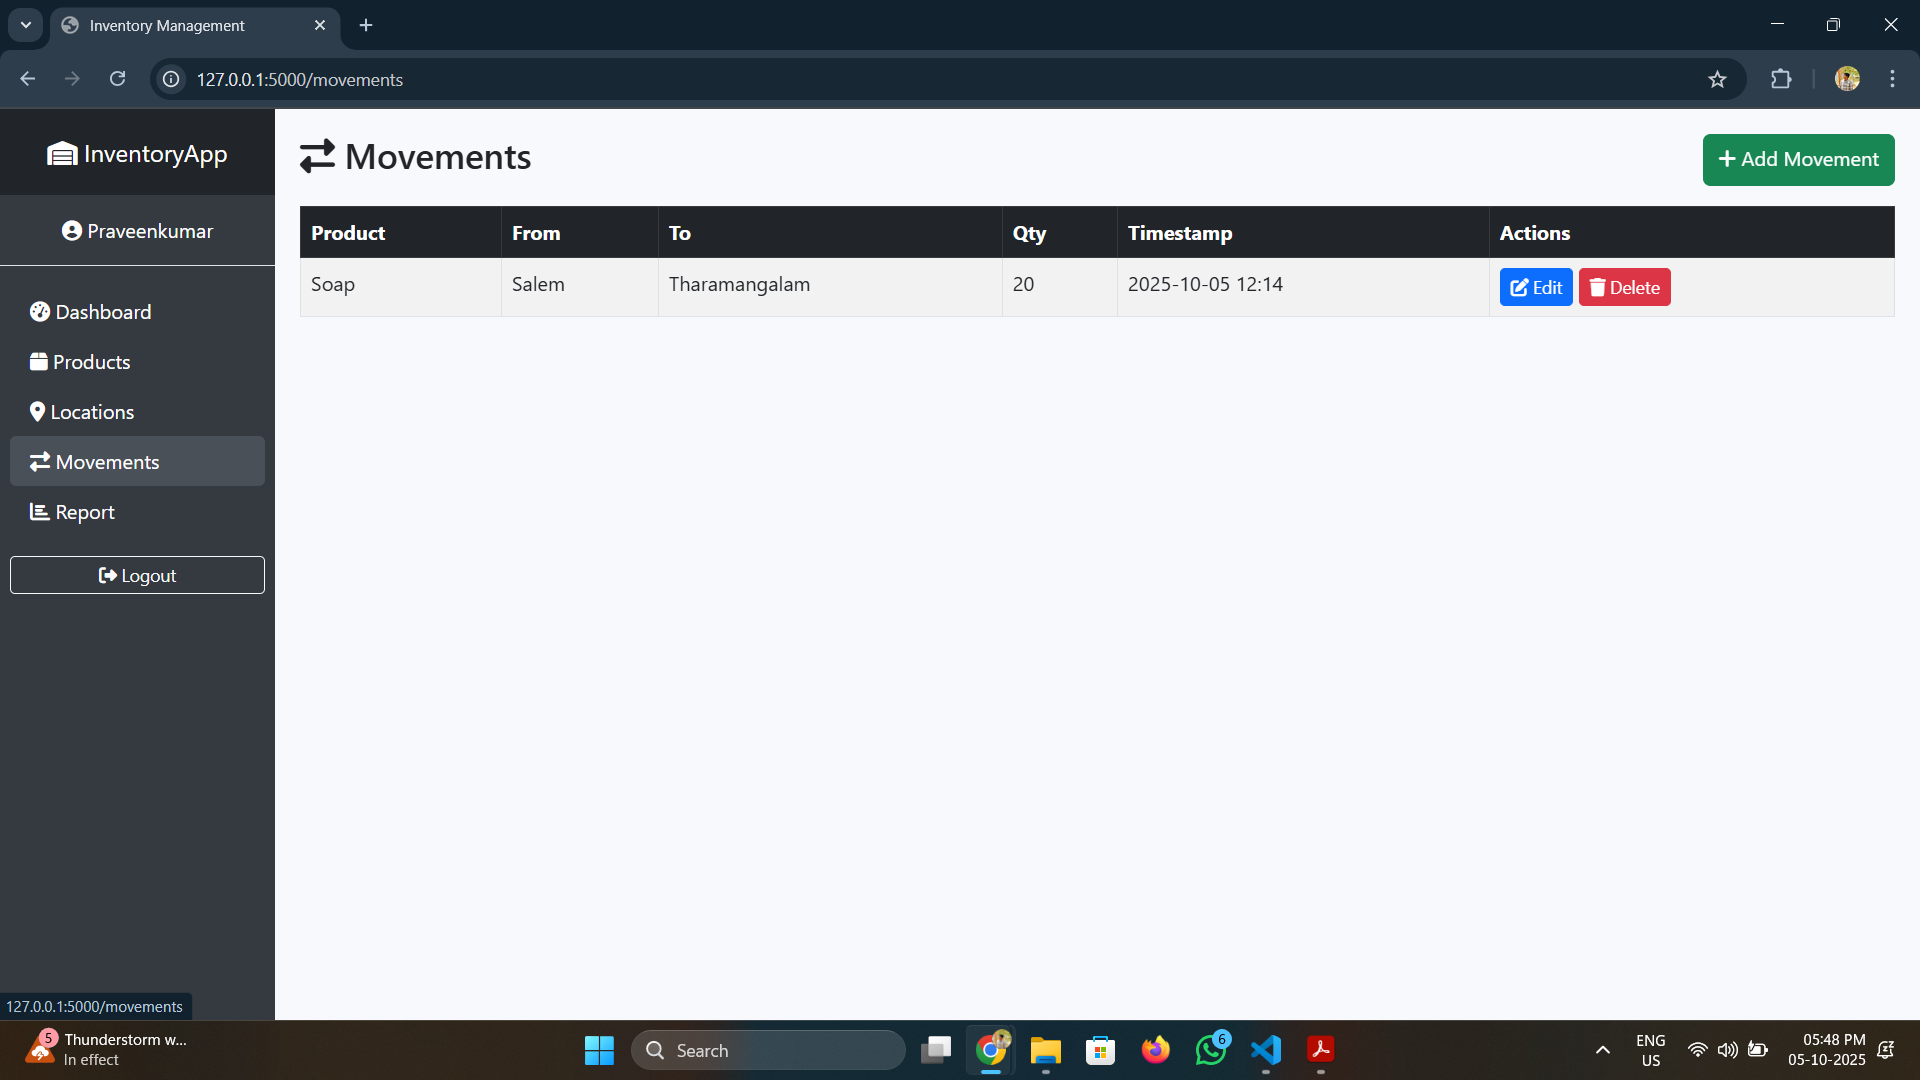 Inventory Management
127.0.0.1:5000/movements
InventoryApp
Praveenkumar
Dashboard
Products
Locations
Movements
Report
Logout
Movements
Add Movement
Product From To Qty Timestamp Actions
Soap Salem Tharamangalam 20 2025-10-05 12:14 Edit Delete
127.0.0.1:5000/movements
5
Thunderstorm w...
In effect
Search
6
ENG
US
05:48 PM
05-10-2025